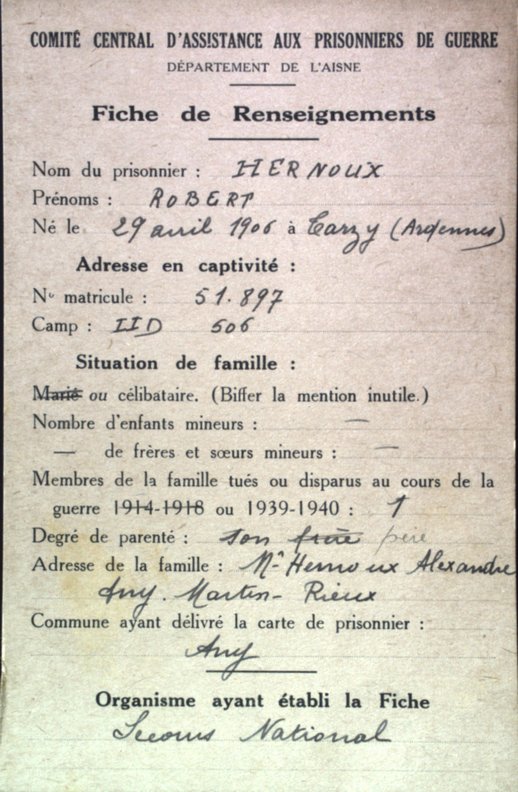 COMITÉ CENTRAL D'ASSISTANCE AUX PRISONNIERS DE GUERRE
DÉPARTEMENT DE L'AISNE
Fiche de Renseignements
Nom du prisonnier : HERNOUX
Prénoms : ROBERT
Né le 29 avril 1906 à Tarzy (Ardennes)
Adresse en captivité :
N° matricule : 51.897
Camp : IID 506
Situation de famille :
Marié ou célibataire. (Biffer la mention inutile.)
Nombre d'enfants mineurs : —
— de frères et sœurs mineurs : —
Membres de la famille tués ou disparus au cours de la
guerre 1914-1918 ou 1939-1940 : 1
Degré de parenté : son frère père
Adresse de la famille : Mr Hernoux Alexandre
Any. Martin-Rieux
Commune ayant délivré la carte de prisonnier :
Any
Organisme ayant établi la Fiche
Secours National